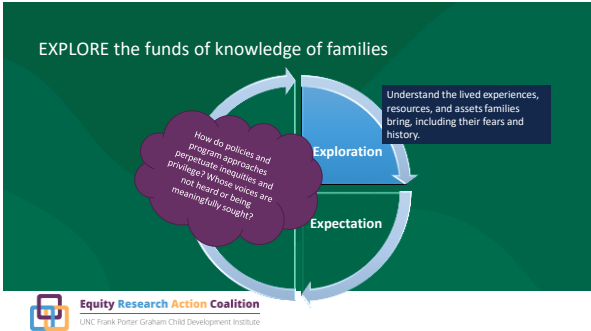 EXPLORE the funds of knowledge of families
Understand the lived experiences,
resources, and assets families
bring, including their fears and
history.
How do policies and
program approaches
perpetuate inequities and
privilege? Whose voices are
not heard or being
meaningfully sought?
Exploration
Expectation
Equity Research Action Coalition
UNC Frank Porter Graham Child Development Institute